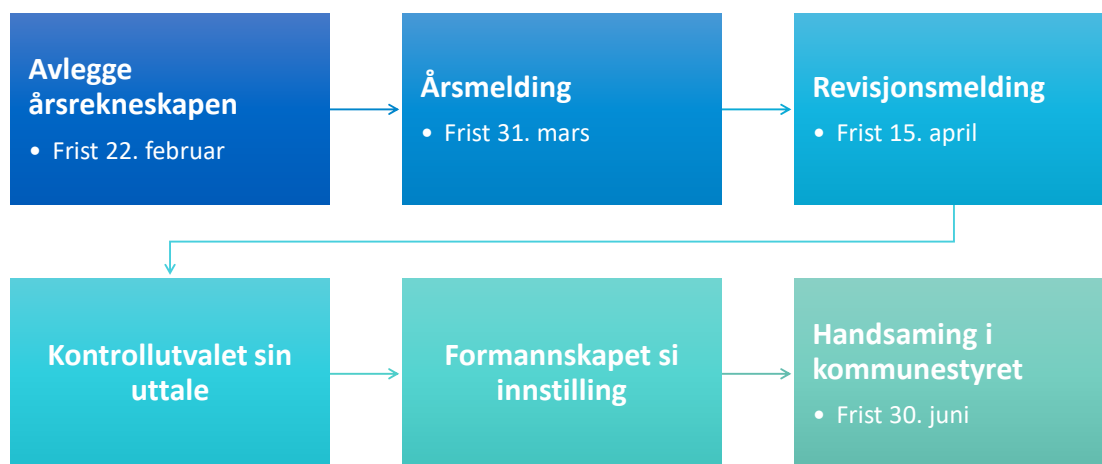 Avlegge
årsrekneskapen
• Frist 22. februar
Årsmelding
• Frist 31. mars
Revisjonsmelding
• Frist 15. april
Kontrollutvalet sin
uttale
Formannskapet si
innstilling
Handsaming i
kommunestyret
• Frist 30. juni